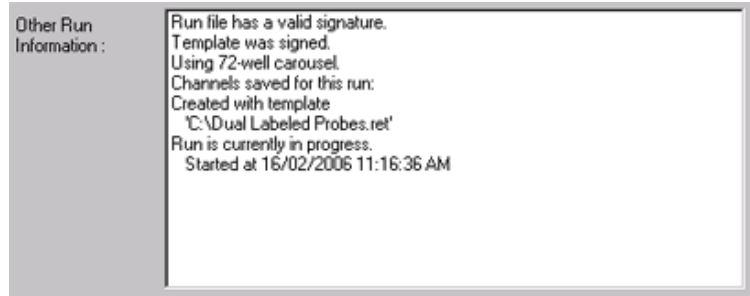 Other Run
Information :
Run file has a valid signature.
Template was signed.
Using 72-well carousel.
Channels saved for this run:
Created with template
'C:\Dual Labeled Probes.ret'
Run is currently in progress.
Started at 16/02/2006 11:16:36 AM